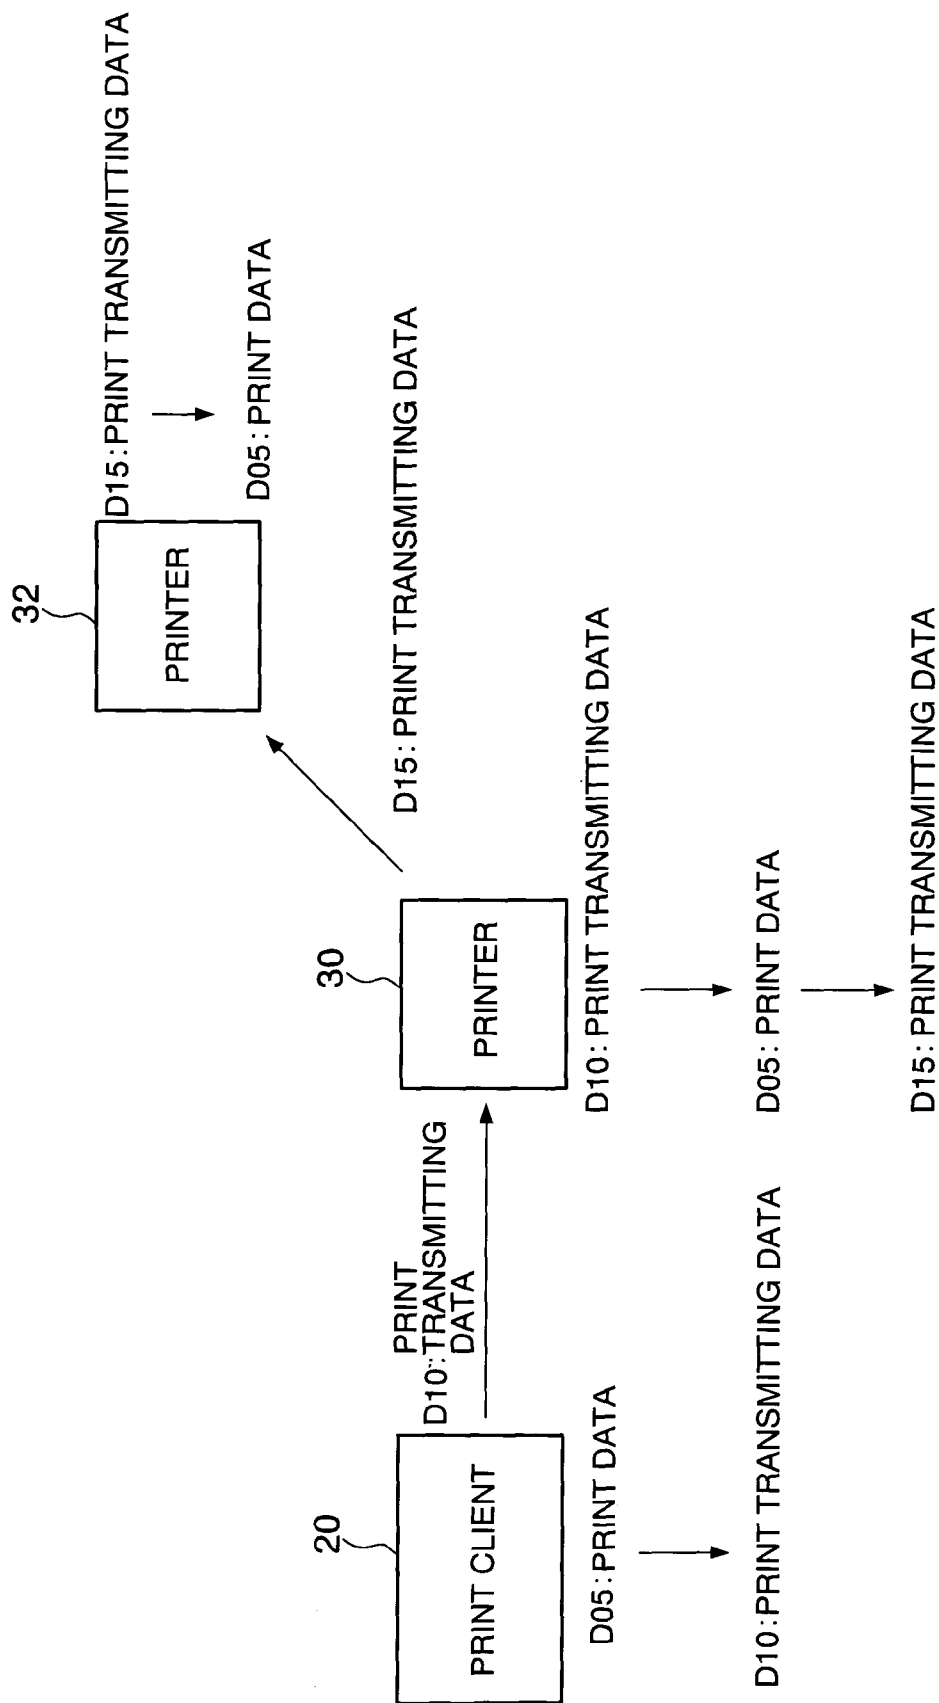 32
PRINTER
D15:PRINT TRANSMITTING DATA
D05:PRINT DATA
D15:PRINT TRANSMITTING DATA
20
PRINT CLIENT
PRINT
D10:TRANSMITTING
DATA
30
PRINTER
D05:PRINT DATA
D10:PRINT TRANSMITTING DATA
D10:PRINT TRANSMITTING DATA
D05:PRINT DATA
D15:PRINT TRANSMITTING DATA